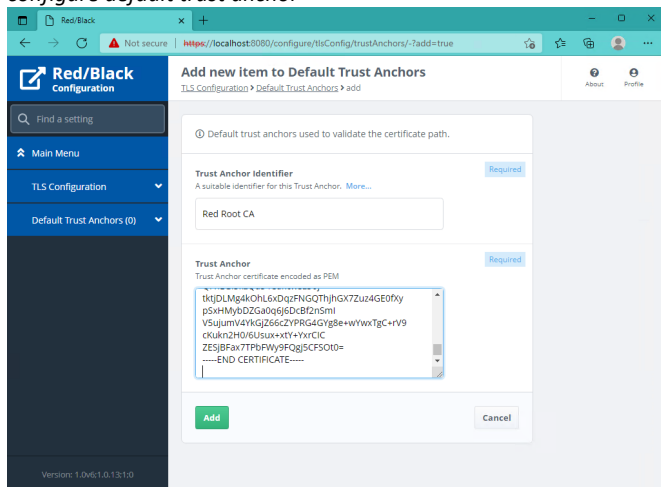 configure default trust anchor
Red/Black
Not secure | https://localhost:8080/configure/tlsConfig/trustAnchors/-?add=true
Red/Black
Configuration
Add new item to Default Trust Anchors
TLS Configuration > Default Trust Anchors > add
About
Profile
Find a setting
Main Menu
TLS Configuration
Default Trust Anchors (0)
Default trust anchors used to validate the certificate path.
Trust Anchor Identifier
Required
A suitable identifier for this Trust Anchor. More...
Red Root CA
Trust Anchor
Required
Trust Anchor certificate encoded as PEM
tktjDLMg4kOhL6xDqzFNGQThjhGX7Zuz4GE0fXy
pSxHMybDZGa0q6J6DcBf2nSmI
V5ujumV4YkGjZ66cZYPRG4GYg8e+wYwxTgC+rV9
cKukn2H0/6Usux+xtY+YxrCIC
ZESjBFax7TPbFWy9FQgj5CFSOt0=
-----END CERTIFICATE-----
Add
Cancel
Version: 1.0v6;1.0.13;1:0